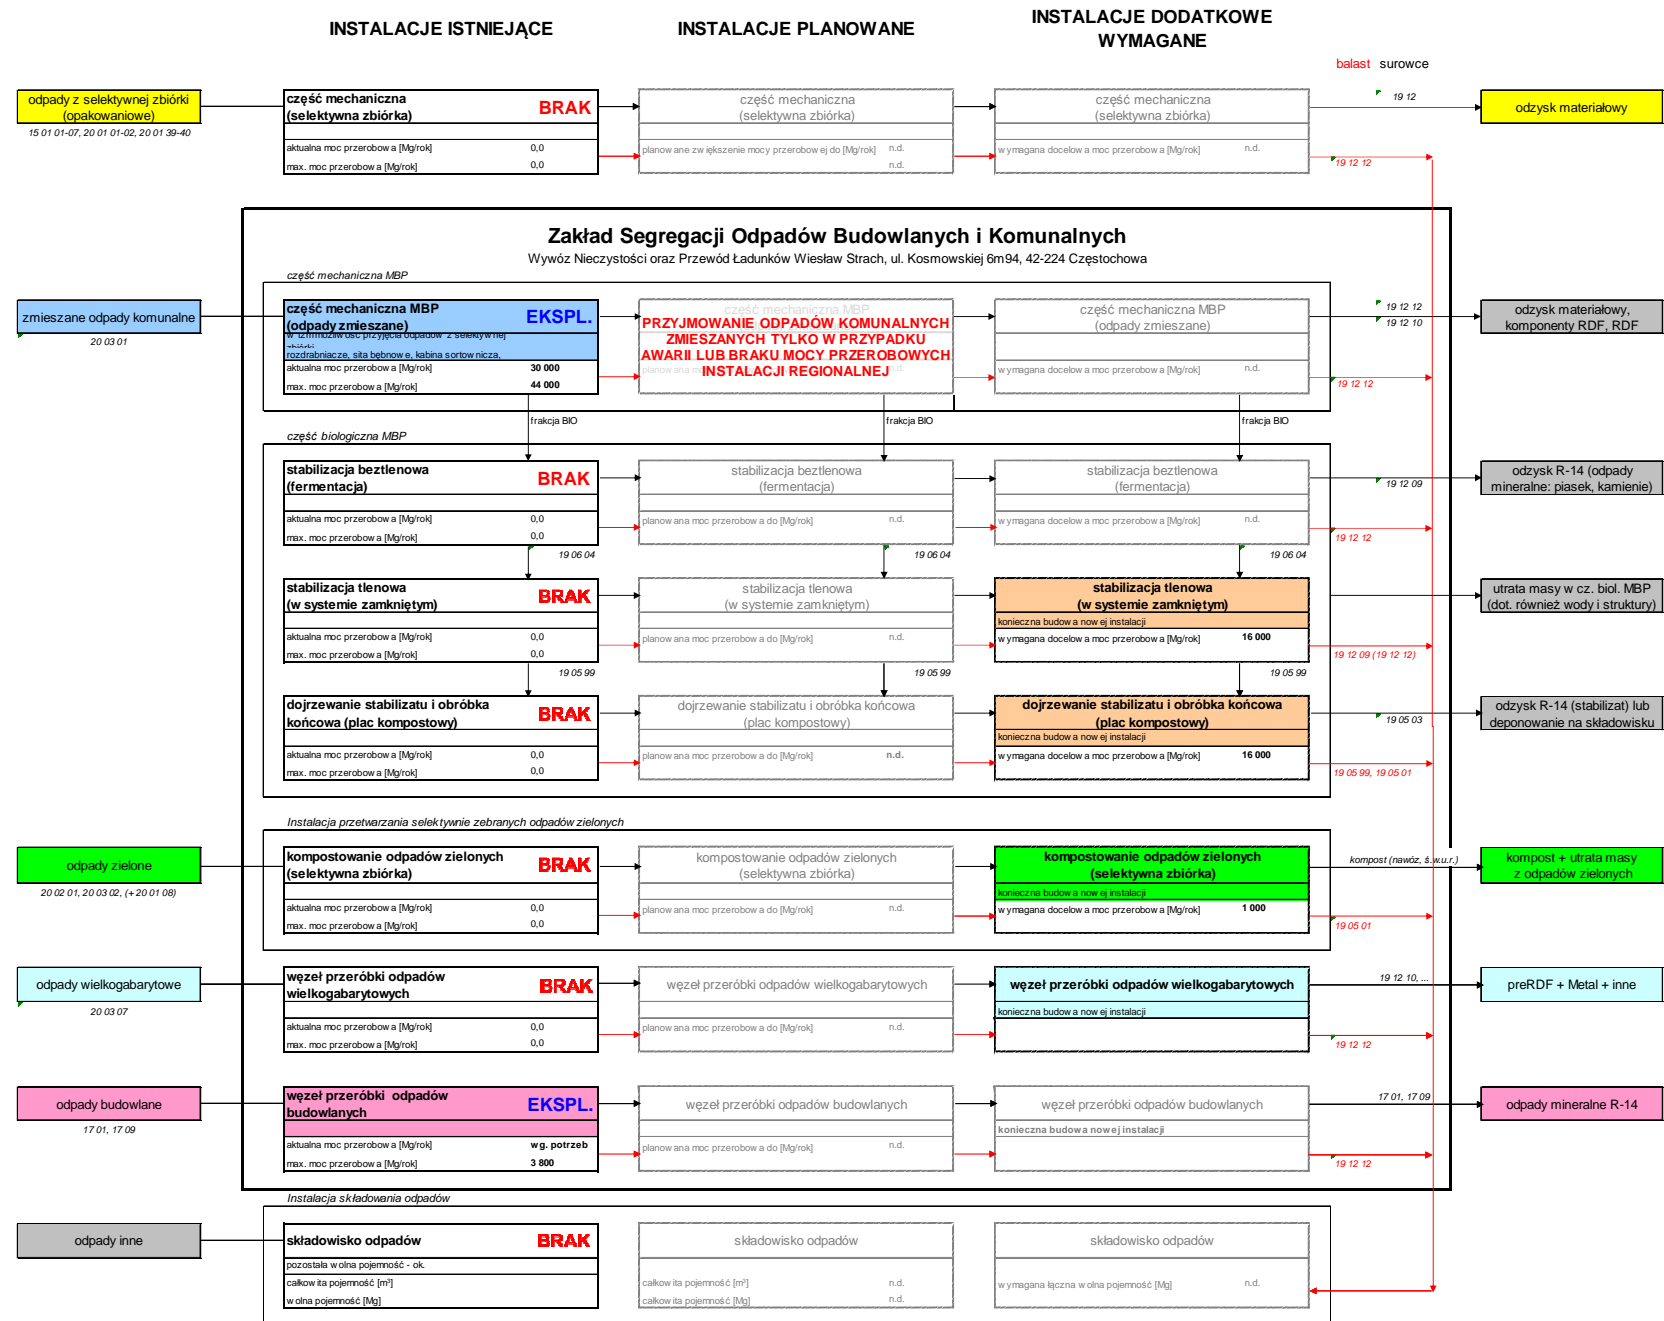 INSTALACJE ISTNIEJĄCE
INSTALACJE PLANOWANE
INSTALACJE DODATKOWE
WYMAGANE
balast surowce
odpady z selektywnej zbiórki
(opakowaniowe)
15 01 01-07, 20 01 01-02, 20 01 39-40
część mechaniczna
(selektywna zbiórka)
BRAK
aktualna moc przerobowa [Mg/rok] 0,0
max. moc przerobowa [Mg/rok] 0,0
część mechaniczna
(selektywna zbiórka)
planowane zwiększenie mocy przerobowej do [Mg/rok] n.d.
n.d.
część mechaniczna
(selektywna zbiórka)
wymagana docelowa moc przerobowa [Mg/rok] n.d.
19 12
19 12 12
odzysk materiałowy
Zakład Segregacji Odpadów Budowlanych i Komunalnych
Wywóz Nieczystości oraz Przewód Ładunków Wiesław Strach, ul. Kosmowskiej 6m94, 42-224 Częstochowa
część mechaniczna MBP
zmieszane odpady komunalne
20 03 01
część mechaniczna MBP
(odpady zmieszane)
EKSPL.
w tzm możliwość przyjęcia odpadów z selektywnej
zbiórki
rozdrabniacze, sita bębnowe, kabina sortownicza,
aktualna moc przerobowa [Mg/rok] 30 000
max. moc przerobowa [Mg/rok] 44 000
część mechaniczna MBP
PRZYJMOWANIE ODPADÓW KOMUNALNYCH
ZMIESZANYCH TYLKO W PRZYPADKU
AWARII LUB BRAKU MOCY PRZEROBOWYCH
INSTALACJI REGIONALNEJ
część mechaniczna MBP
(odpady zmieszane)
wymagana docelowa moc przerobowa [Mg/rok] n.d.
19 12 12
19 12 10
19 12 12
odzysk materiałowy,
komponenty RDF, RDF
frakcja BIO
frakcja BIO
frakcja BIO
część biologiczna MBP
stabilizacja beztlenowa
(fermentacja)
BRAK
aktualna moc przerobowa [Mg/rok] 0,0
max. moc przerobowa [Mg/rok] 0,0
stabilizacja beztlenowa
(fermentacja)
planowana moc przerobowa do [Mg/rok] n.d.
stabilizacja beztlenowa
(fermentacja)
wymagana docelowa moc przerobowa [Mg/rok] n.d.
19 12 09
19 12 12
odzysk R-14 (odpady
mineralne: piasek, kamienie)
19 06 04
19 06 04
19 06 04
stabilizacja tlenowa
(w systemie zamkniętym)
BRAK
aktualna moc przerobowa [Mg/rok] 0,0
max. moc przerobowa [Mg/rok] 0,0
stabilizacja tlenowa
(w systemie zamkniętym)
planowana moc przerobowa do [Mg/rok] n.d.
stabilizacja tlenowa
(w systemie zamkniętym)
konieczna budowa nowej instalacji
wymagana docelowa moc przerobowa [Mg/rok] 16 000
19 12 09 (19 12 12)
utrata masy w cz. biol. MBP
(dot. również wody i struktury)
19 05 99
19 05 99
19 05 99
dojrzewanie stabilizatu i obróbka
końcowa (plac kompostowy)
BRAK
aktualna moc przerobowa [Mg/rok] 0,0
max. moc przerobowa [Mg/rok] 0,0
dojrzewanie stabilizatu i obróbka końcowa
(plac kompostowy)
planowana moc przerobowa do [Mg/rok] n.d.
dojrzewanie stabilizatu i obróbka końcowa
(plac kompostowy)
konieczna budowa nowej instalacji
wymagana docelowa moc przerobowa [Mg/rok] 16 000
19 05 03
19 05 99, 19 05 01
odzysk R-14 (stabilizat) lub
deponowanie na składowisku
Instalacja przetwarzania selektywnie zebranych odpadów zielonych
odpady zielone
20 02 01, 20 03 02, (+ 20 01 08)
kompostowanie odpadów zielonych
(selektywna zbiórka)
BRAK
aktualna moc przerobowa [Mg/rok] 0,0
max. moc przerobowa [Mg/rok] 0,0
kompostowanie odpadów zielonych
(selektywna zbiórka)
planowana moc przerobowa do [Mg/rok] n.d.
kompostowanie odpadów zielonych
(selektywna zbiórka)
konieczna budowa nowej instalacji
wymagana docelowa moc przerobowa [Mg/rok] 1 000
kompost (nawóz, ś.w.u.r.)
19 05 01
kompost + utrata masy
z odpadów zielonych
odpady wielkogabarytowe
20 03 07
węzeł przeróbki odpadów
wielkogabarytowych
BRAK
aktualna moc przerobowa [Mg/rok] 0,0
max. moc przerobowa [Mg/rok] 0,0
węzeł przeróbki odpadów wielkogabarytowych
planowana moc przerobowa do [Mg/rok] n.d.
węzeł przeróbki odpadów wielkogabarytowych
konieczna budowa nowej instalacji
19 12 10, ...
19 12 12
preRDF + Metal + inne
odpady budowlane
17 01, 17 09
węzeł przeróbki odpadów
budowlanych
EKSPL.
aktualna moc przerobowa [Mg/rok] wg. potrzeb
max. moc przerobowa [Mg/rok] 3 800
węzeł przeróbki odpadów budowlanych
planowana moc przerobowa do [Mg/rok] n.d.
węzeł przeróbki odpadów budowlanych
konieczna budowa nowej instalacji
17 01, 17 09
19 12 12
odpady mineralne R-14
Instalacja składowania odpadów
odpady inne
składowisko odpadów
BRAK
pozostała wolna pojemność - ok.
całkowita pojemność [m³]
wolna pojemność [Mg]
składowisko odpadów
całkowita pojemność [m³] n.d.
całkowita pojemność [Mg] n.d.
składowisko odpadów
wymagana łączna wolna pojemność [Mg] n.d.